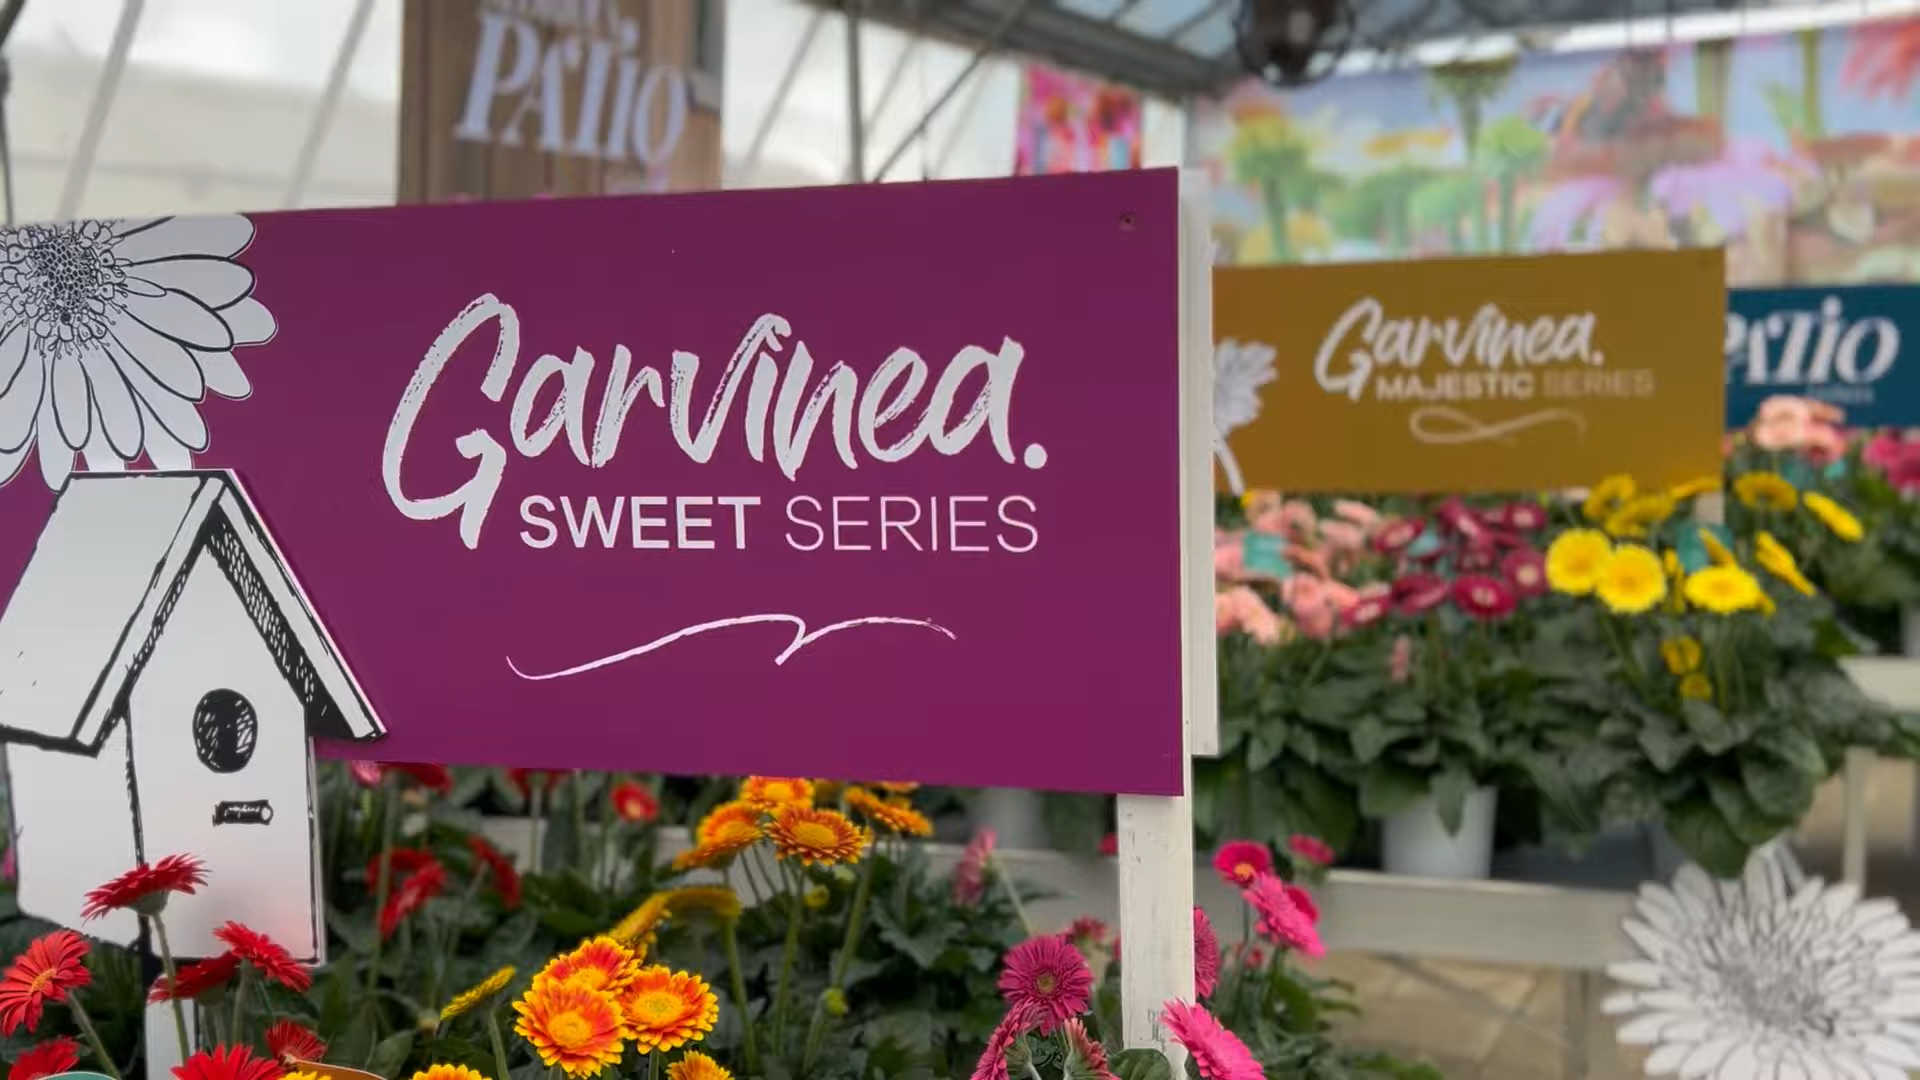 Patio
Garvinea.
SWEET SERIES
Garvinea.
MAJESTIC SERIES
Patio